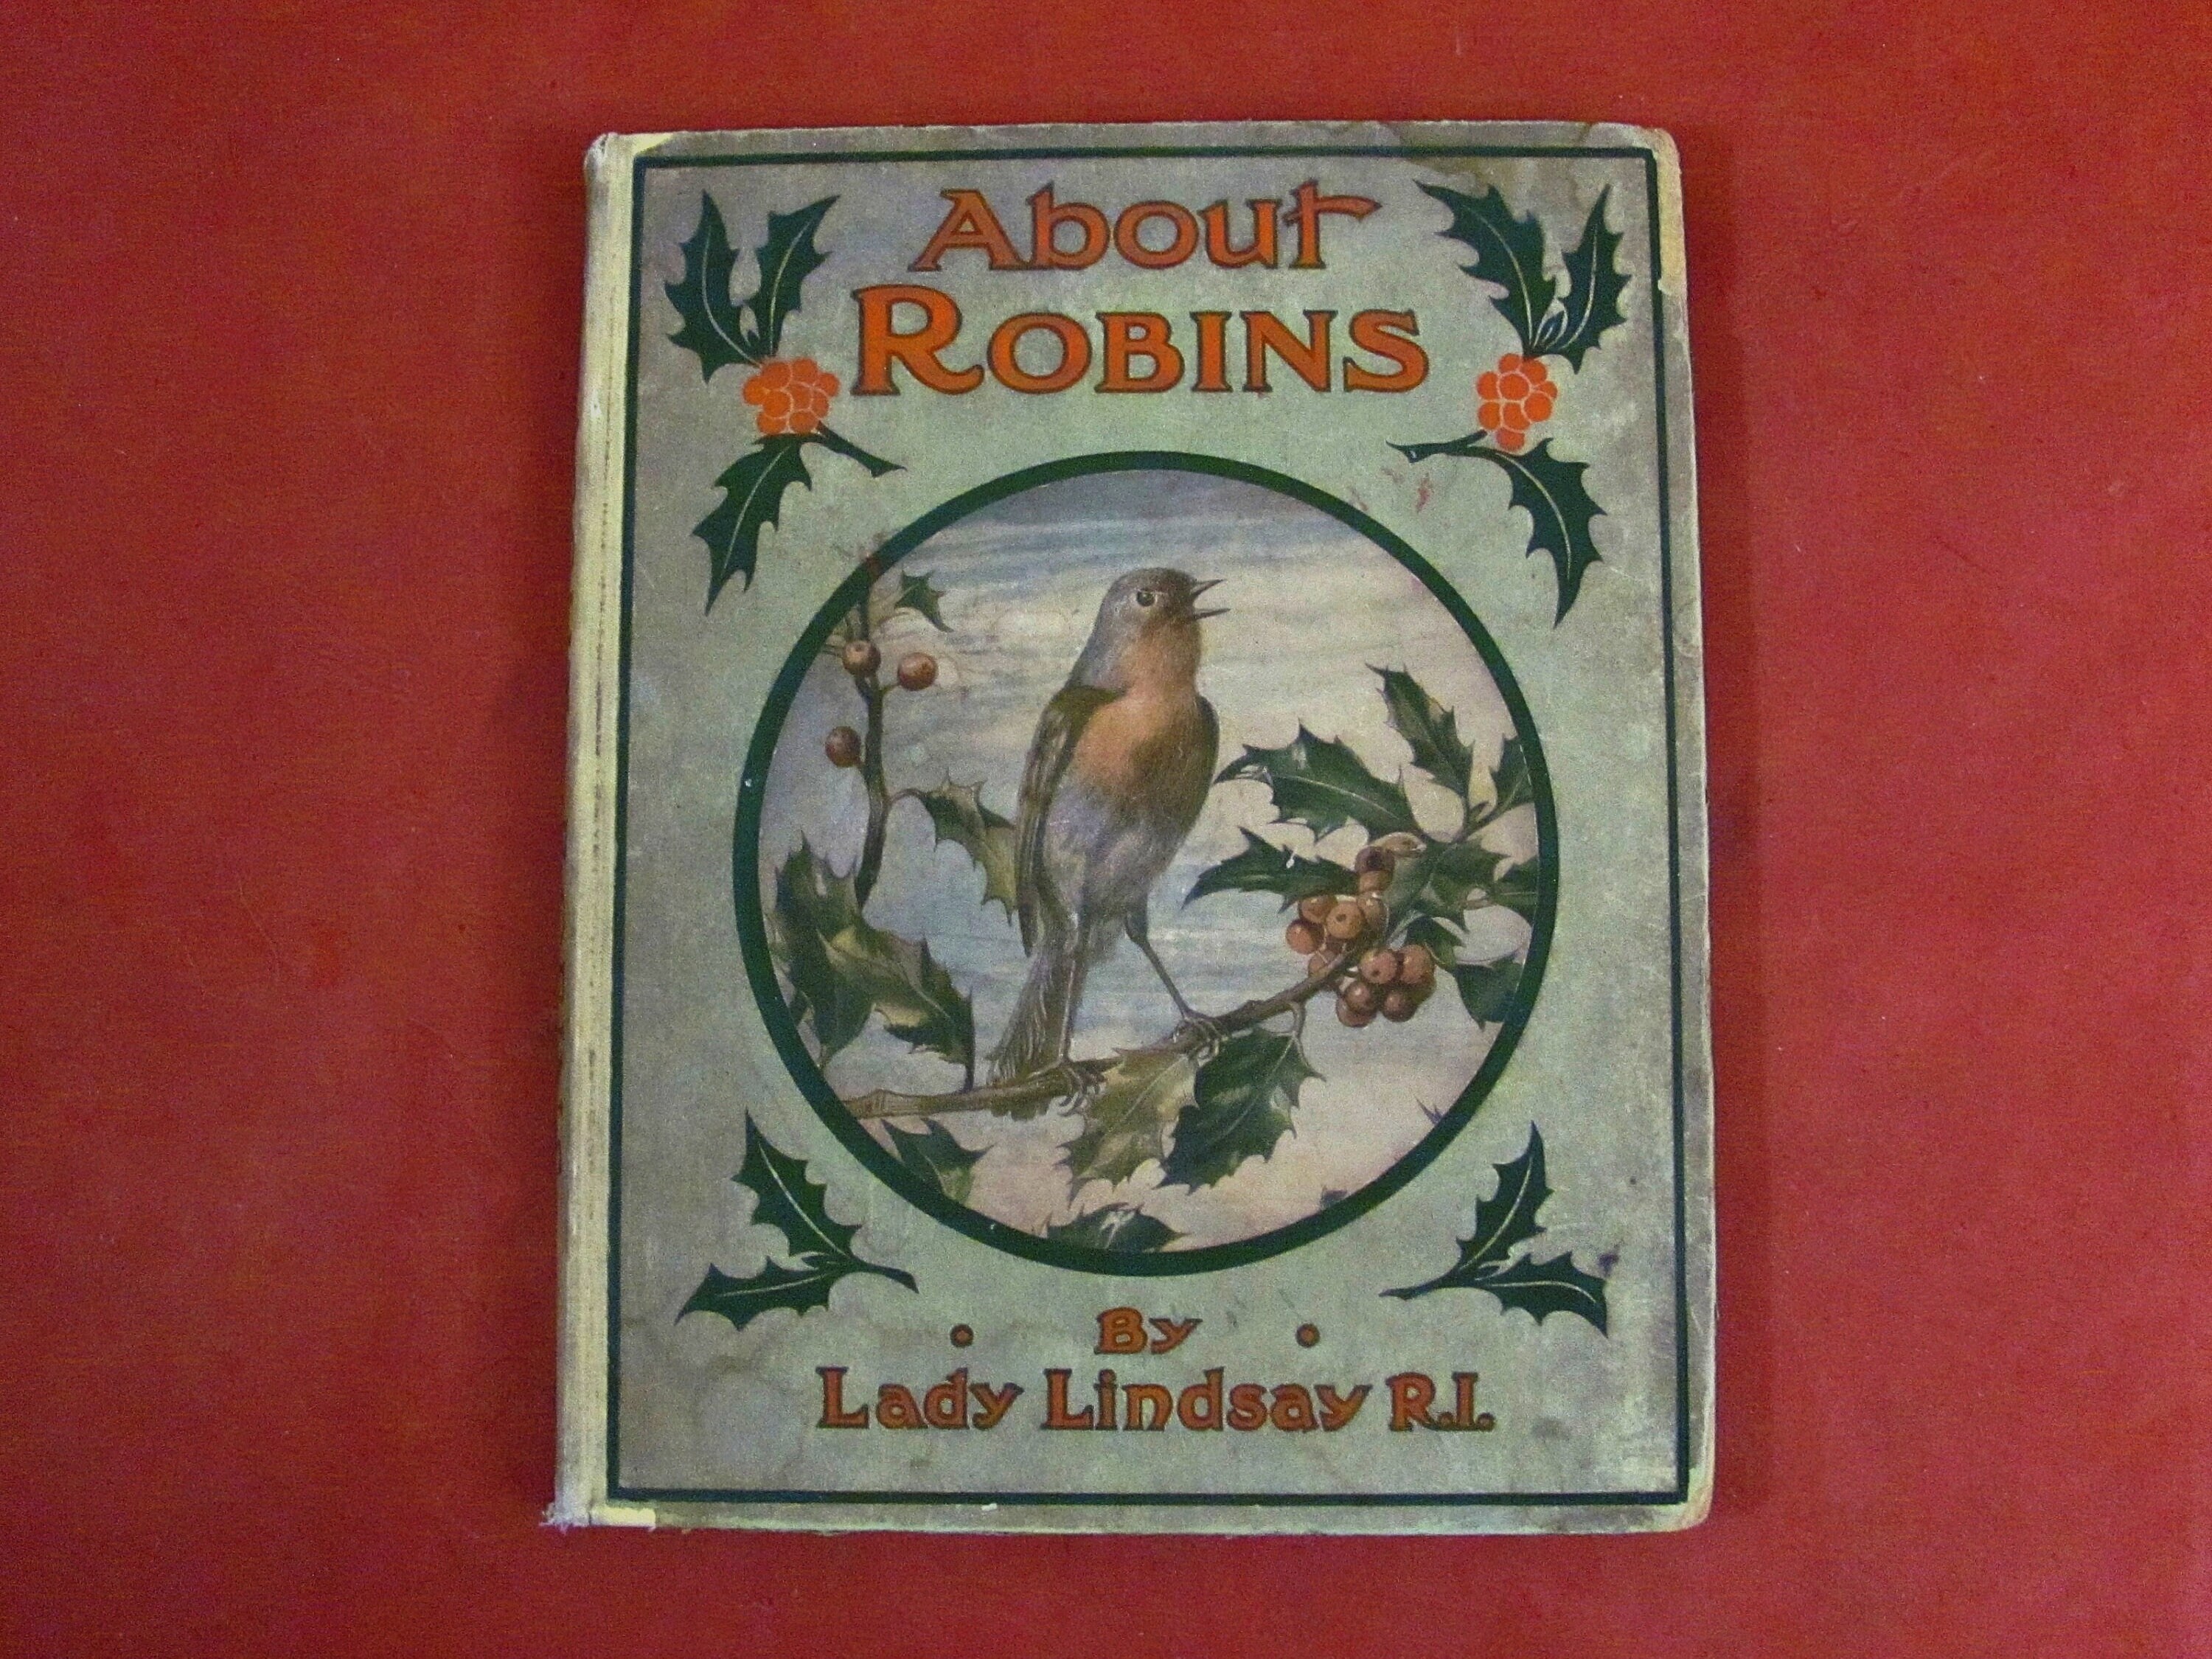 About
ROBINS
• By •
Lady Lindsay R.I.